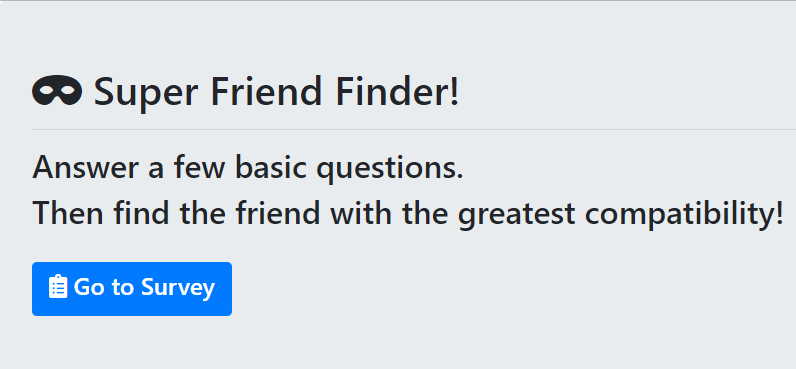 Super Friend Finder!
Answer a few basic questions.
Then find the friend with the greatest compatibility!
Go to Survey